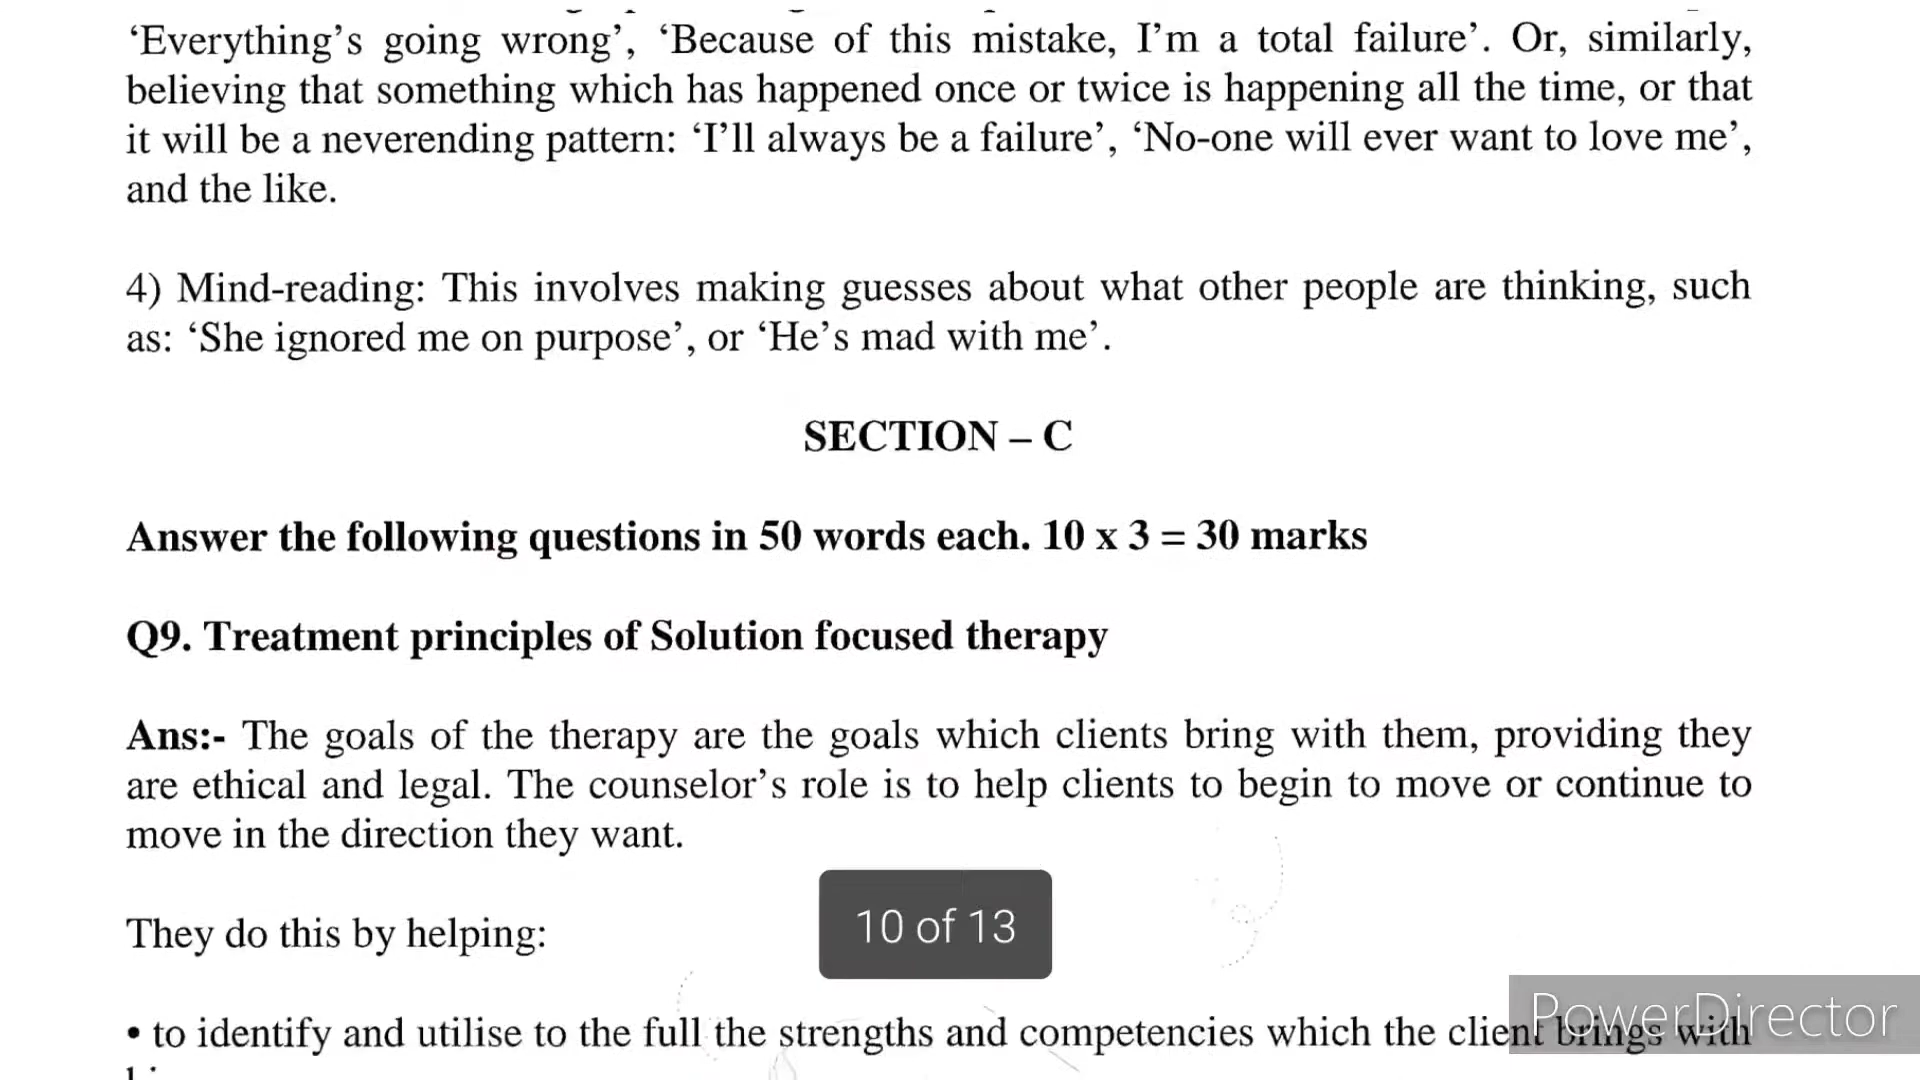 ‘Everything’s going wrong’, ‘Because of this mistake, I’m a total failure’. Or, similarly,
believing that something which has happened once or twice is happening all the time, or that
it will be a neverending pattern: ‘I’ll always be a failure’, ‘No-one will ever want to love me’,
and the like.
4) Mind-reading: This involves making guesses about what other people are thinking, such
as: ‘She ignored me on purpose’, or ‘He’s mad with me’.
SECTION – C
Answer the following questions in 50 words each. 10 x 3 = 30 marks
Q9. Treatment principles of Solution focused therapy
Ans:- The goals of the therapy are the goals which clients bring with them, providing they
are ethical and legal. The counselor’s role is to help clients to begin to move or continue to
move in the direction they want.
They do this by helping:
10 of 13
• to identify and utilise to the full the strengths and competencies which the client brings with
PowerDirector